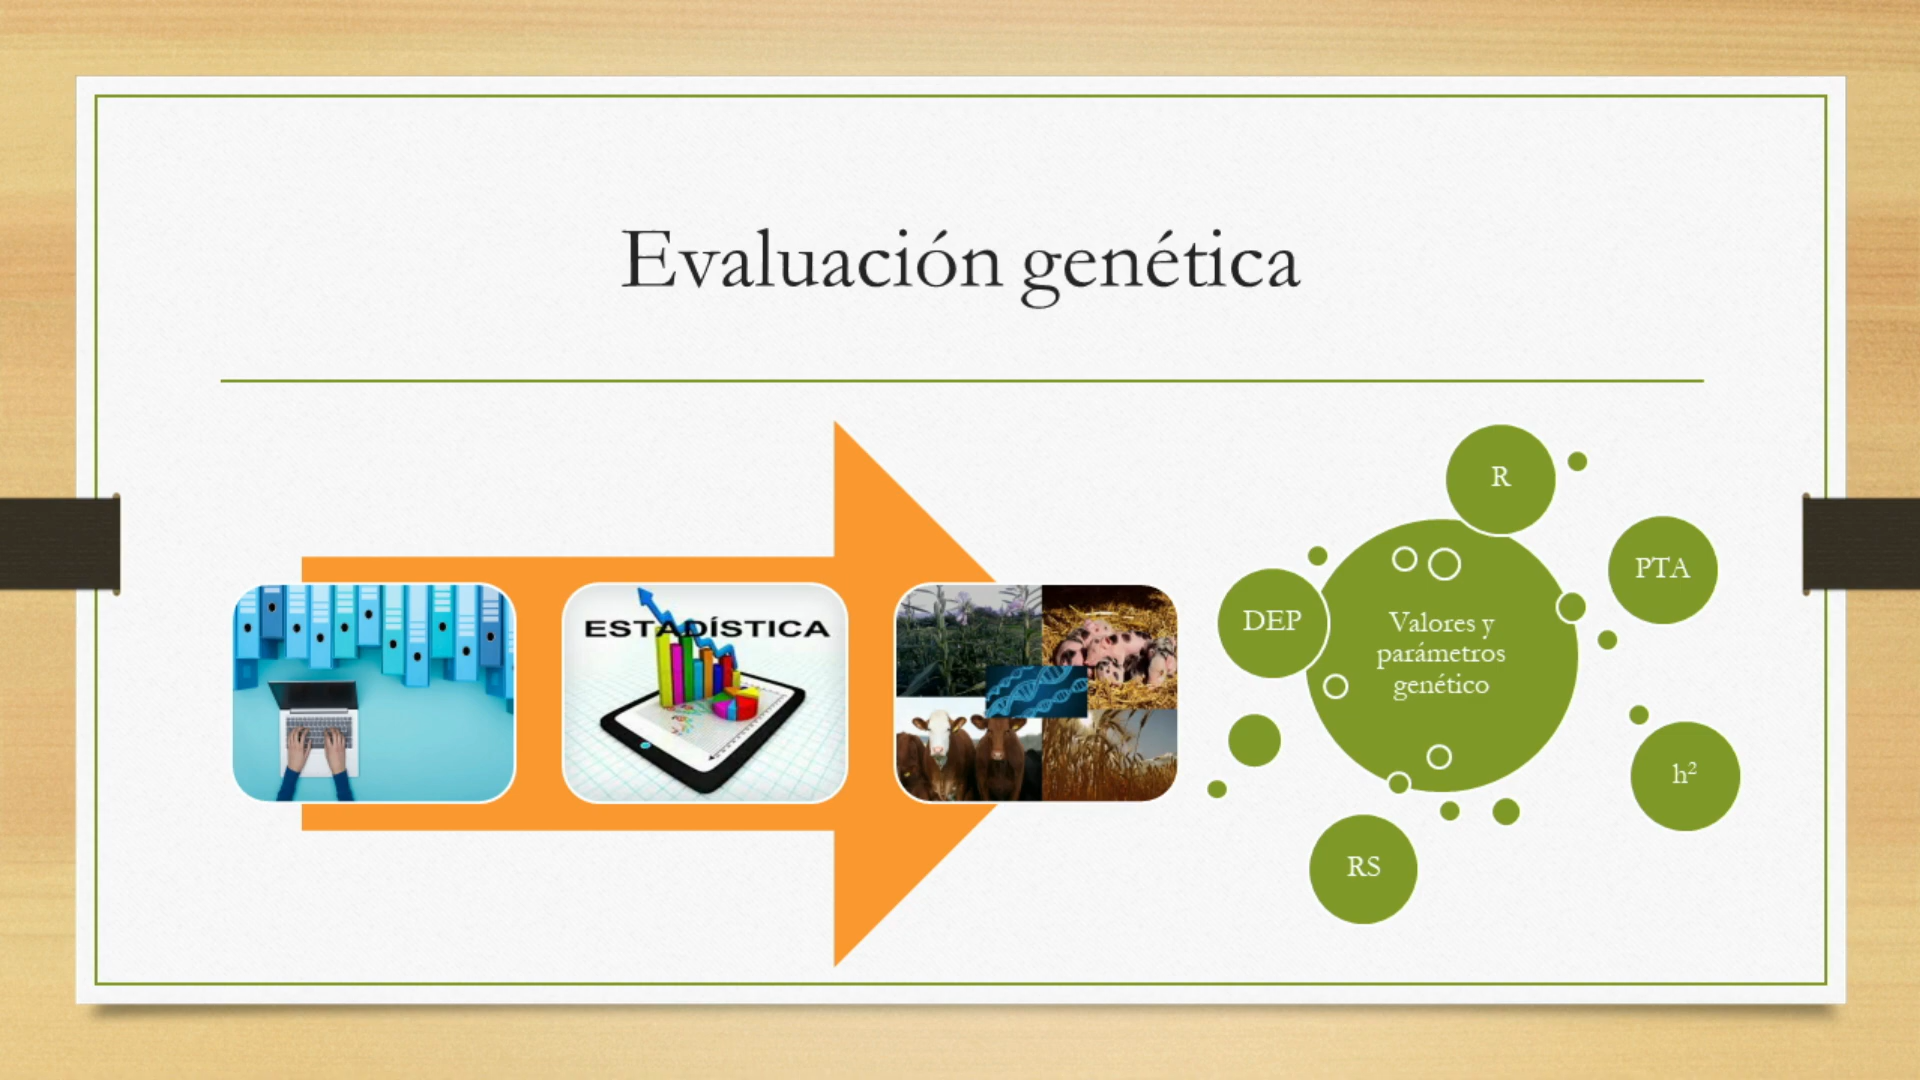 Evaluación genética
ESTADÍSTICA
R
PTA
DEP
Valores y
parámetros
genético
h²
RS